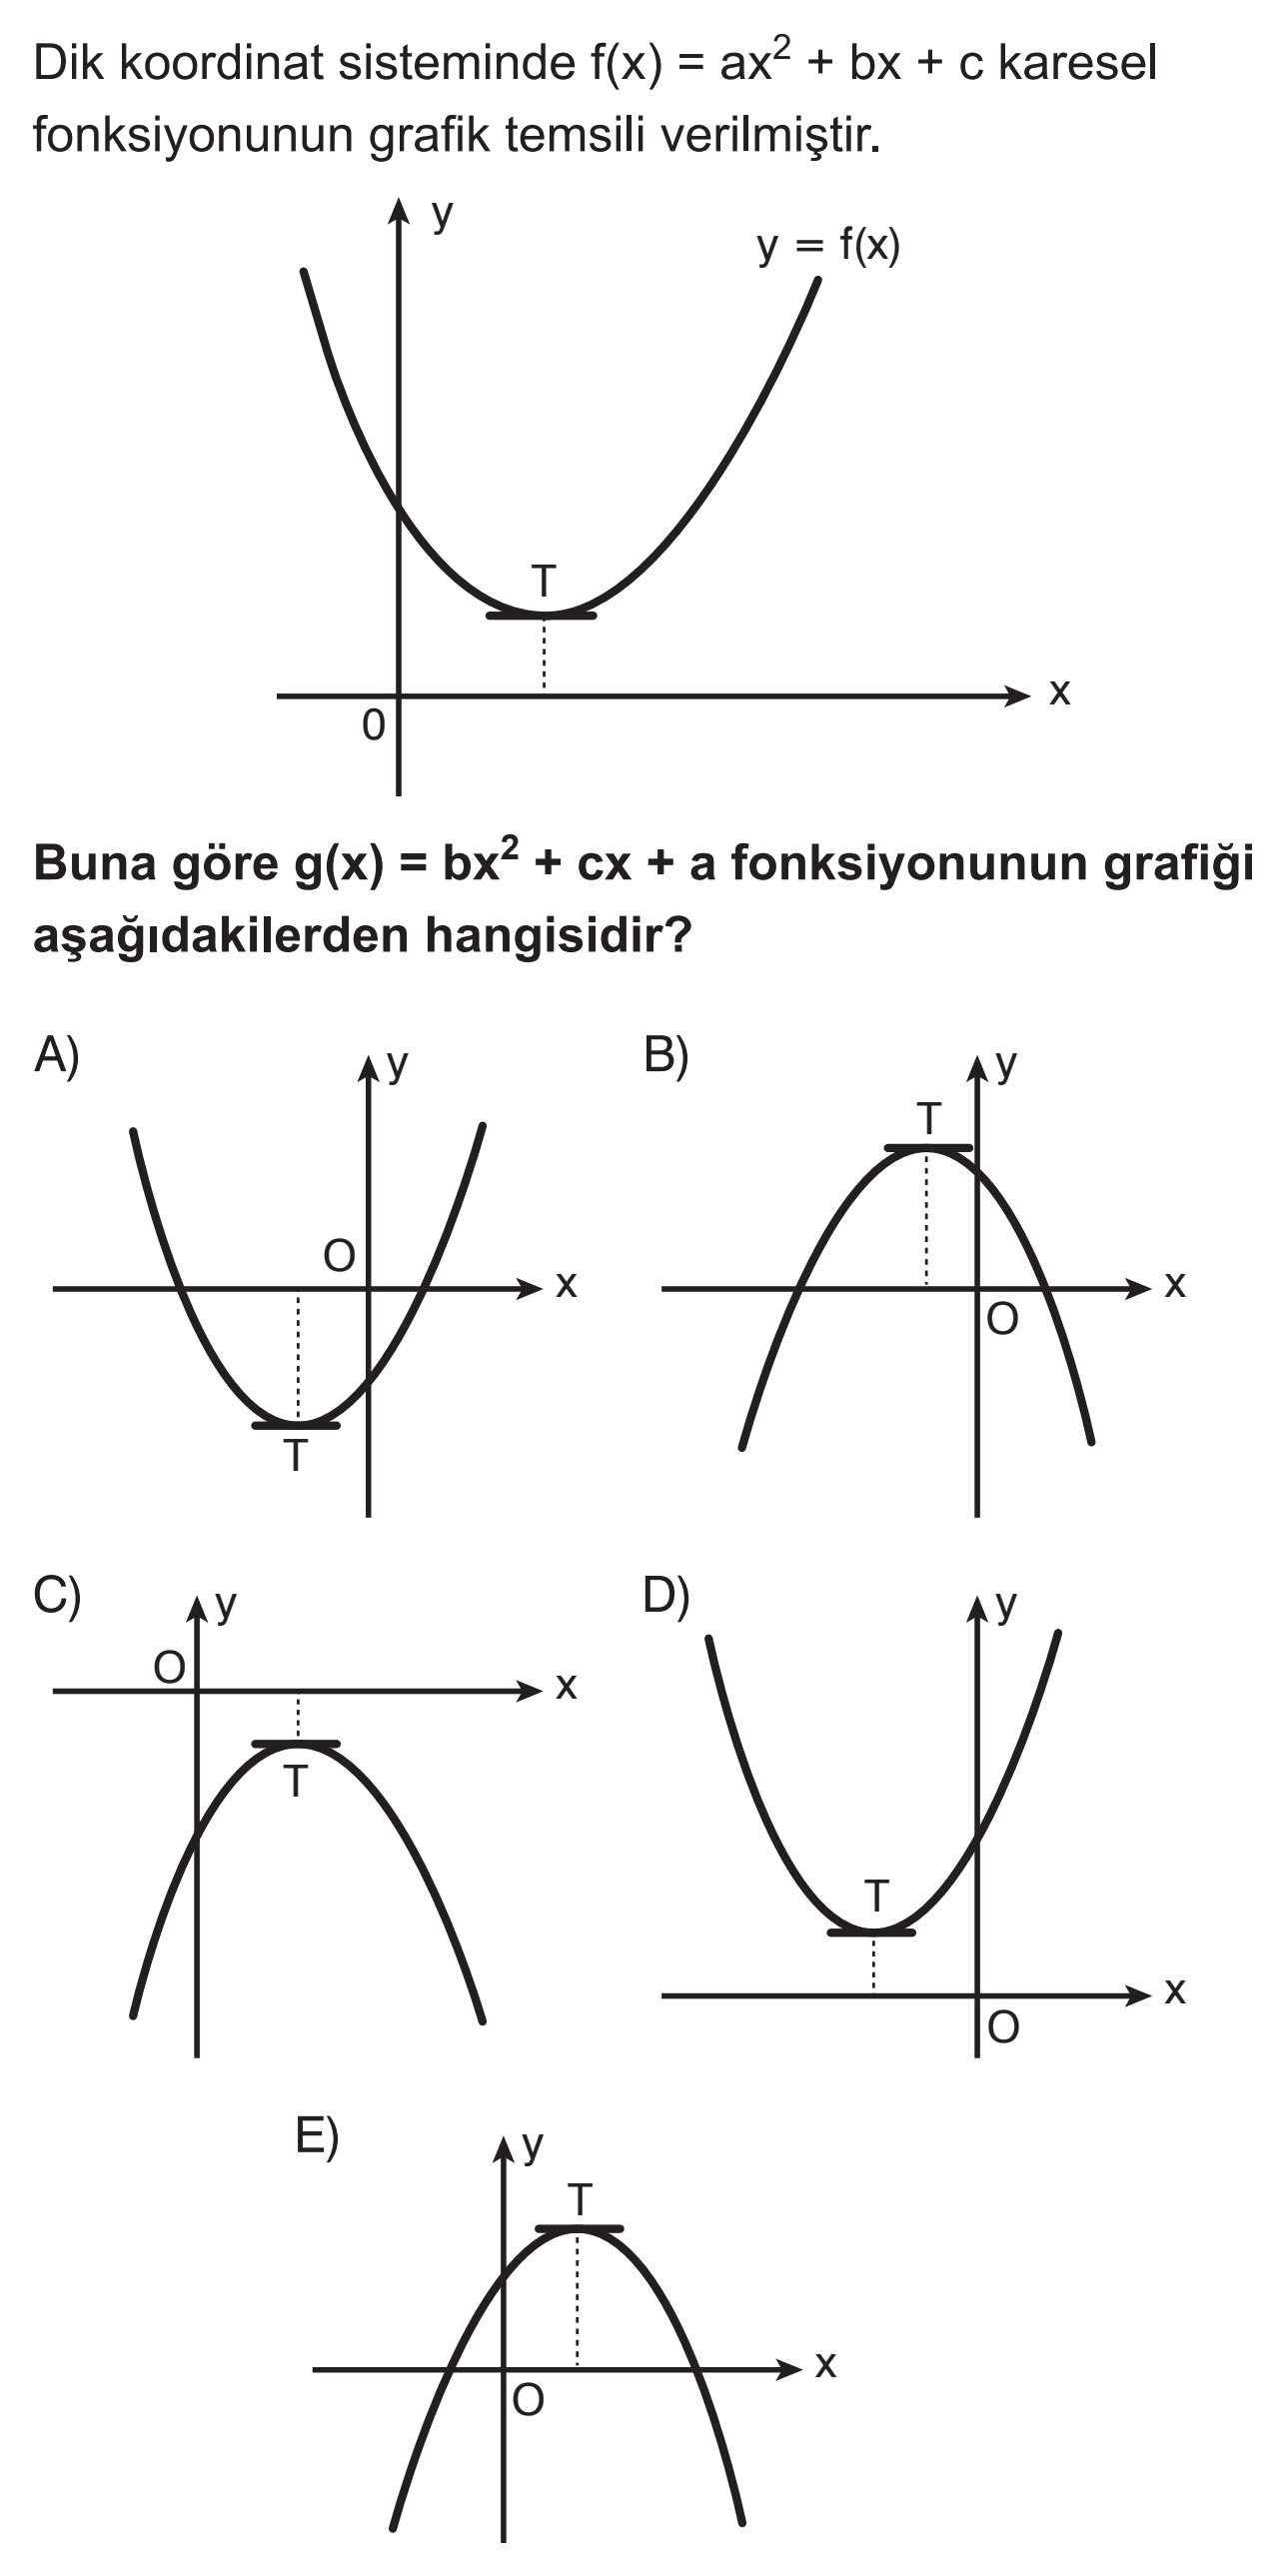 Dik koordinat sisteminde f(x) = ax² + bx + c karesel
fonksiyonunun grafik temsili verilmiştir.
y
y = f(x)
T
x
0
Buna göre g(x) = bx² + cx + a fonksiyonunun grafiği
aşağıdakilerden hangisidir?
A)
y
O
x
T
B)
y
T
x
O
C)
y
O
x
T
D)
y
T
x
O
E)
y
T
x
O